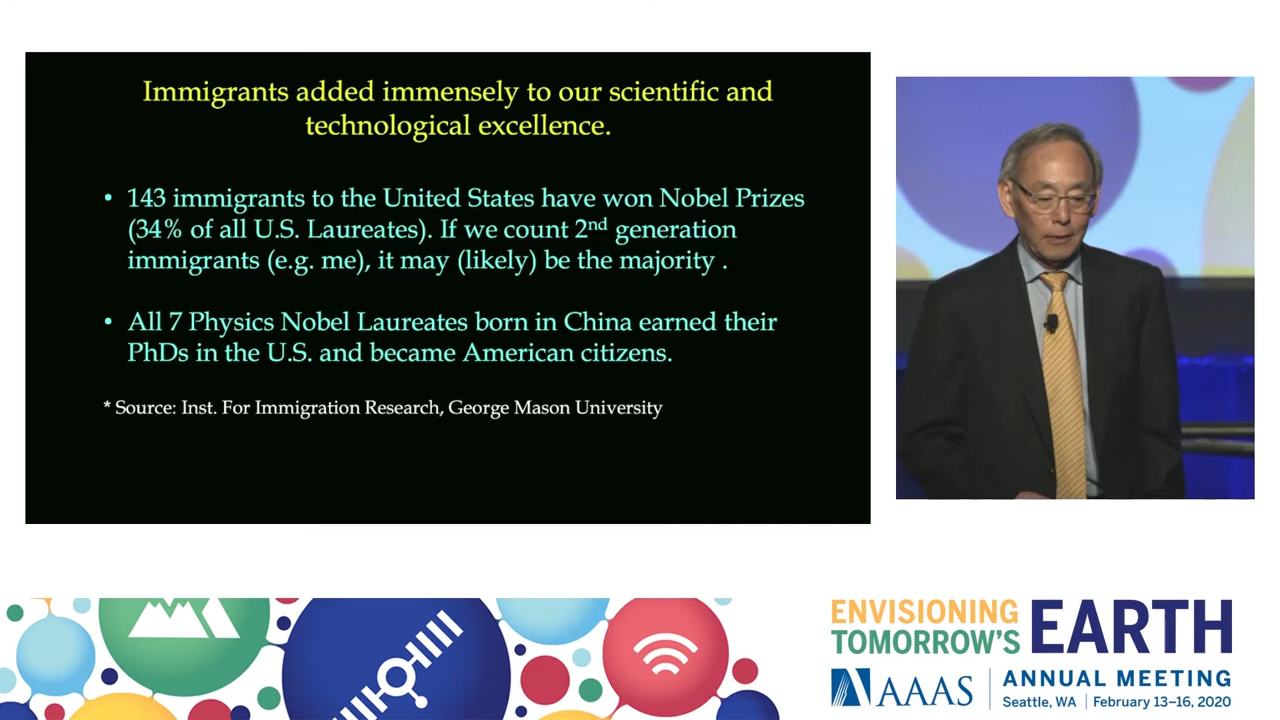 Immigrants added immensely to our scientific and
technological excellence.
• 143 immigrants to the United States have won Nobel Prizes
(34% of all U.S. Laureates). If we count 2nd generation
immigrants (e.g. me), it may (likely) be the majority .
• All 7 Physics Nobel Laureates born in China earned their
PhDs in the U.S. and became American citizens.
* Source: Inst. For Immigration Research, George Mason University
ENVISIONING
TOMORROW'S
EARTH
AAAS
ANNUAL MEETING
Seattle, WA | February 13–16, 2020